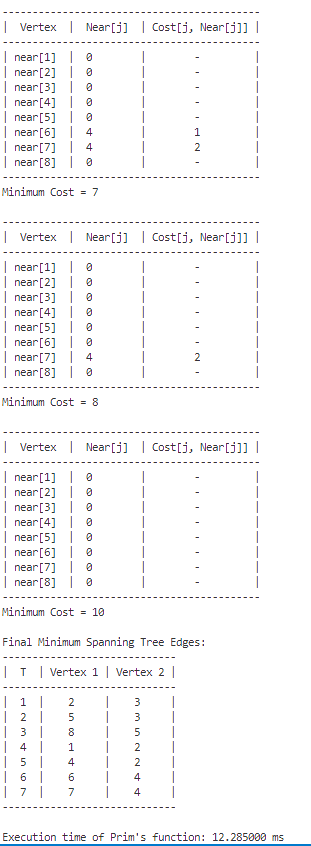 ---------------------------------------
| Vertex | Near[j] | Cost[j, Near[j]] |
---------------------------------------
| near[1] | 0 | - |
| near[2] | 0 | - |
| near[3] | 0 | - |
| near[4] | 0 | - |
| near[5] | 0 | - |
| near[6] | 4 | 1 |
| near[7] | 4 | 2 |
| near[8] | 0 | - |
---------------------------------------
Minimum Cost = 7
---------------------------------------
| Vertex | Near[j] | Cost[j, Near[j]] |
---------------------------------------
| near[1] | 0 | - |
| near[2] | 0 | - |
| near[3] | 0 | - |
| near[4] | 0 | - |
| near[5] | 0 | - |
| near[6] | 0 | - |
| near[7] | 4 | 2 |
| near[8] | 0 | - |
---------------------------------------
Minimum Cost = 8
---------------------------------------
| Vertex | Near[j] | Cost[j, Near[j]] |
---------------------------------------
| near[1] | 0 | - |
| near[2] | 0 | - |
| near[3] | 0 | - |
| near[4] | 0 | - |
| near[5] | 0 | - |
| near[6] | 0 | - |
| near[7] | 0 | - |
| near[8] | 0 | - |
---------------------------------------
Minimum Cost = 10
Final Minimum Spanning Tree Edges:
--------------------------
| T | Vertex 1 | Vertex 2 |
--------------------------
| 1 | 2 | 3 |
| 2 | 5 | 3 |
| 3 | 8 | 5 |
| 4 | 1 | 2 |
| 5 | 4 | 2 |
| 6 | 6 | 4 |
| 7 | 7 | 4 |
--------------------------
Execution time of Prim's function: 12.285000 ms